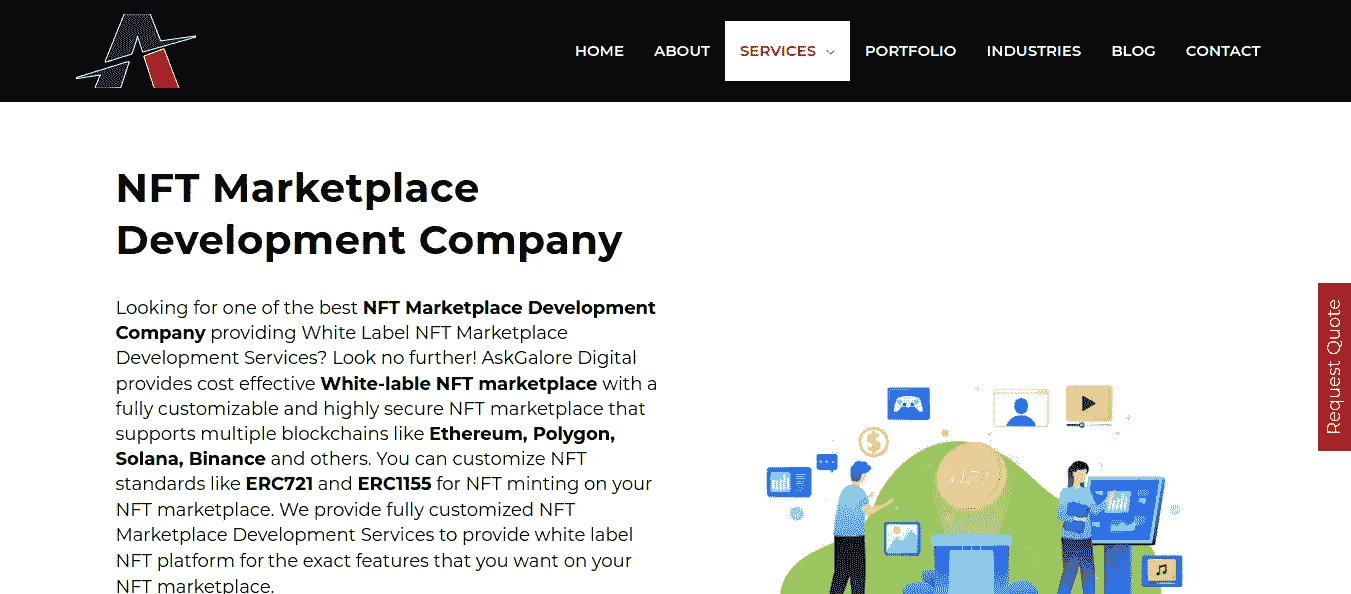 HOME ABOUT SERVICES PORTFOLIO INDUSTRIES BLOG CONTACT
NFT Marketplace
Development Company
Looking for one of the best NFT Marketplace Development
Company providing White Label NFT Marketplace
Development Services? Look no further! AskGalore Digital
provides cost effective White-lable NFT marketplace with a
fully customizable and highly secure NFT marketplace that
supports multiple blockchains like Ethereum, Polygon,
Solana, Binance and others. You can customize NFT
standards like ERC721 and ERC1155 for NFT minting on your
NFT marketplace. We provide fully customized NFT
Marketplace Development Services to provide white label
NFT platform for the exact features that you want on your
NFT marketplace.
$
NFT
Request Quote